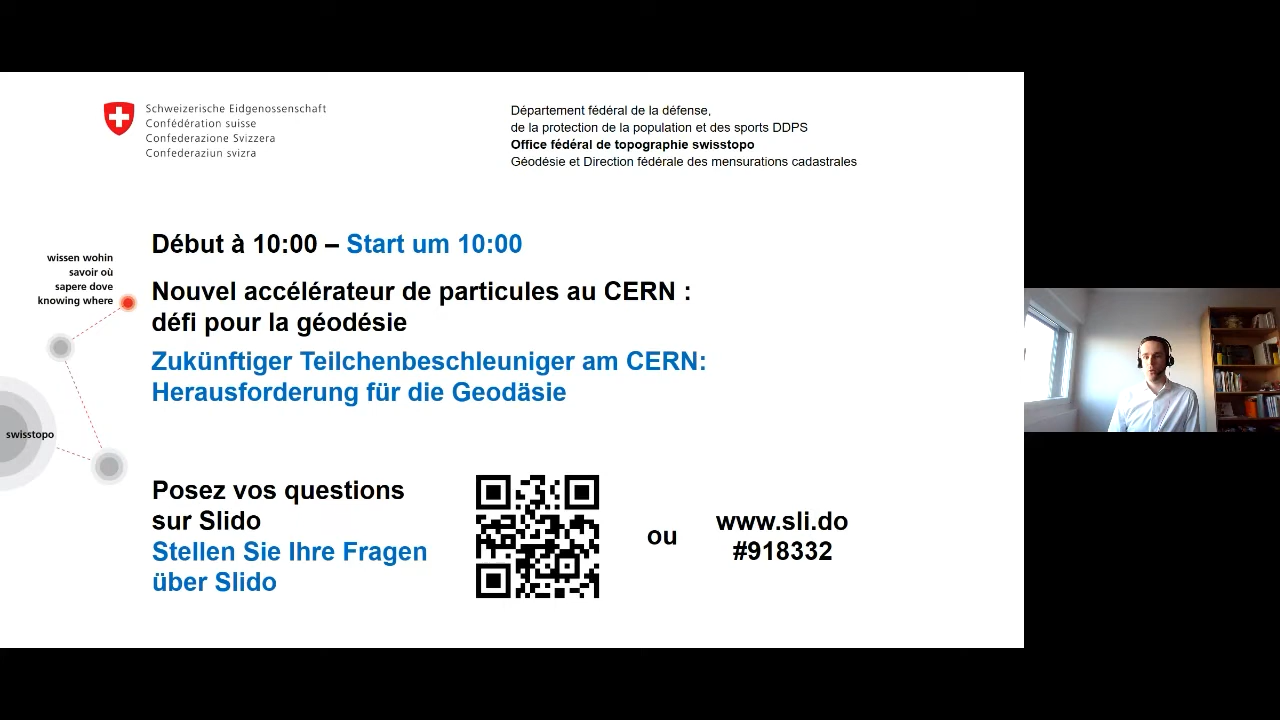 Schweizerische Eidgenossenschaft
Confédération suisse
Confederazione Svizzera
Confederaziun svizra
Département fédéral de la défense,
de la protection de la population et des sports DDPS
Office fédéral de topographie swisstopo
Géodésie et Direction fédérale des mensurations cadastrales
wissen wohin
savoir où
sapere dove
knowing where
swisstopo
Début à 10:00 – Start um 10:00
Nouvel accélérateur de particules au CERN :
défi pour la géodésie
Zukünftiger Teilchenbeschleuniger am CERN:
Herausforderung für die Geodäsie
Posez vos questions
sur Slido
Stellen Sie Ihre Fragen
über Slido
ou
www.sli.do
#918332